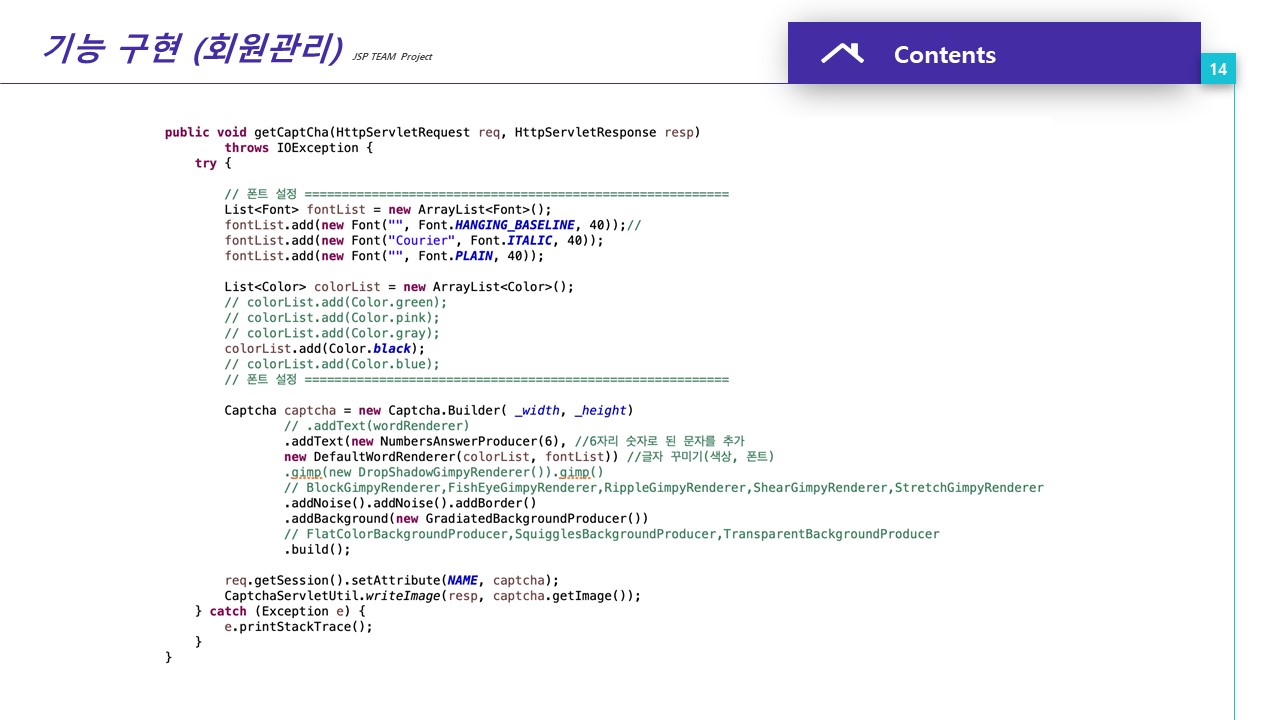 기능 구현 (회원관리) JSP TEAM Project
Contents
14
public void getCaptCha(HttpServletRequest req, HttpServletResponse resp)
throws IOException {
try {
// 폰트 설정 =========================================================
List<Font> fontList = new ArrayList<Font>();
fontList.add(new Font("", Font.HANGING_BASELINE, 40));//
fontList.add(new Font("Courier", Font.ITALIC, 40));
fontList.add(new Font("", Font.PLAIN, 40));
List<Color> colorList = new ArrayList<Color>();
// colorList.add(Color.green);
// colorList.add(Color.pink);
// colorList.add(Color.gray);
colorList.add(Color.black);
// colorList.add(Color.blue);
// 폰트 설정 =========================================================
Captcha captcha = new Captcha.Builder( _width, _height)
// .addText(wordRenderer)
.addText(new NumbersAnswerProducer(6), //6자리 숫자로 된 문자를 추가
new DefaultWordRenderer(colorList, fontList)) //글자 꾸미기(색상, 폰트)
.gimp(new DropShadowGimpyRenderer()).gimp()
// BlockGimpyRenderer,FishEyeGimpyRenderer,RippleGimpyRenderer,ShearGimpyRenderer,StretchGimpyRenderer
.addNoise().addNoise().addBorder()
.addBackground(new GradiatedBackgroundProducer())
// FlatColorBackgroundProducer,SquigglesBackgroundProducer,TransparentBackgroundProducer
.build();
req.getSession().setAttribute(NAME, captcha);
CaptchaServletUtil.writeImage(resp, captcha.getImage());
} catch (Exception e) {
e.printStackTrace();
}
}